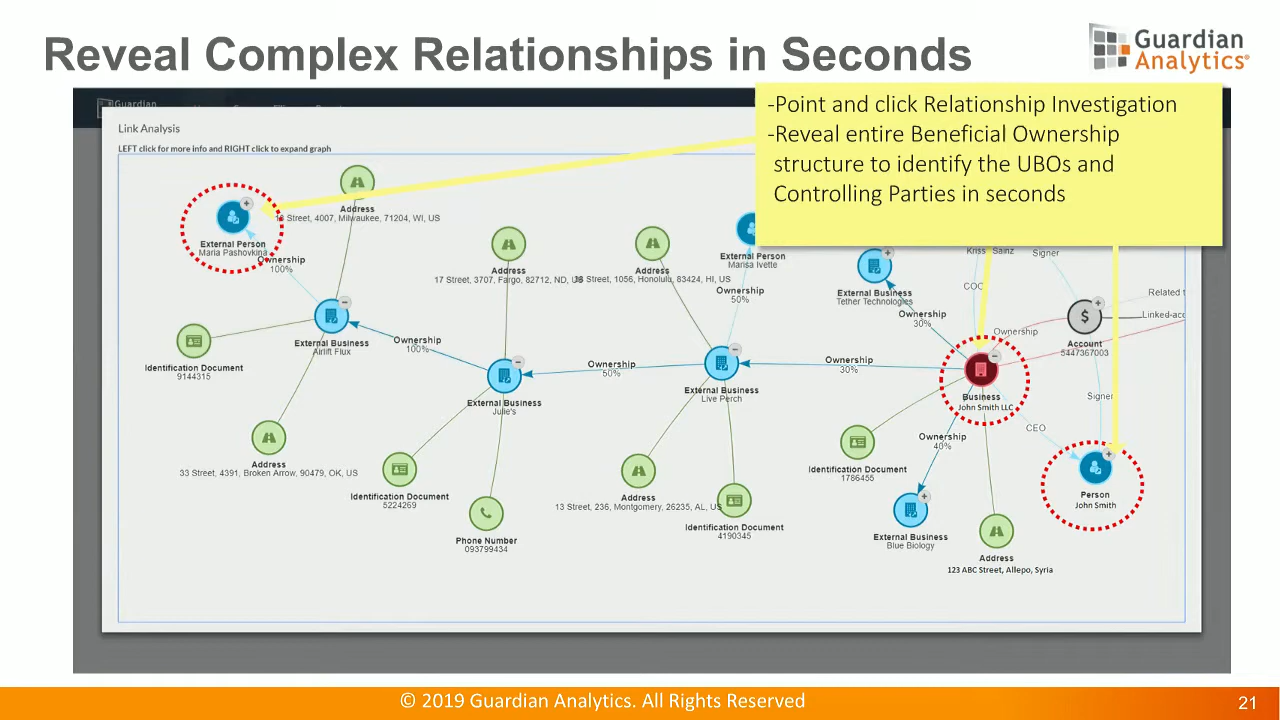 Reveal Complex Relationships in Seconds
Guardian
Analytics®
-Point and click Relationship Investigation
-Reveal entire Beneficial Ownership
structure to identify the UBOs and
Controlling Parties in seconds
Guardian
Link Analysis
LEFT click for more info and RIGHT click to expand graph
External Person
Maria Pashovkina
Ownership
100%
Address
10 Street, 4007, Milwaukee, 71204, WI, US
External Business
Airlift Flux
Identification Document
9144315
Address
33 Street, 4391, Broken Arrow, 90479, OK, US
Ownership
100%
Address
17 Street, 3707, Fargo, 82712, ND, US
External Business
Julie's
Identification Document
5224269
Phone Number
093799434
Ownership
50%
Address
Street, 1056, Honolulu, 83424, HI, US
External Person
Marisa Ivette
Ownership
50%
External Business
Live Perch
Address
13 Street, 236, Montgomery, 26235, AL, US
Identification Document
4190345
Ownership
30%
External Business
Tether Technologies
Ownership
30%
Kriss Sainz
COC
Signer
Ownership
Related t
Linked-acc
$
Account
5447367003
Business
John Smith LLC
Signer
CEO
Identification Document
1786455
Ownership
40%
External Business
Blue Biology
Person
John Smith
Address
123 ABC Street, Allepo, Syria
© 2019 Guardian Analytics. All Rights Reserved
21